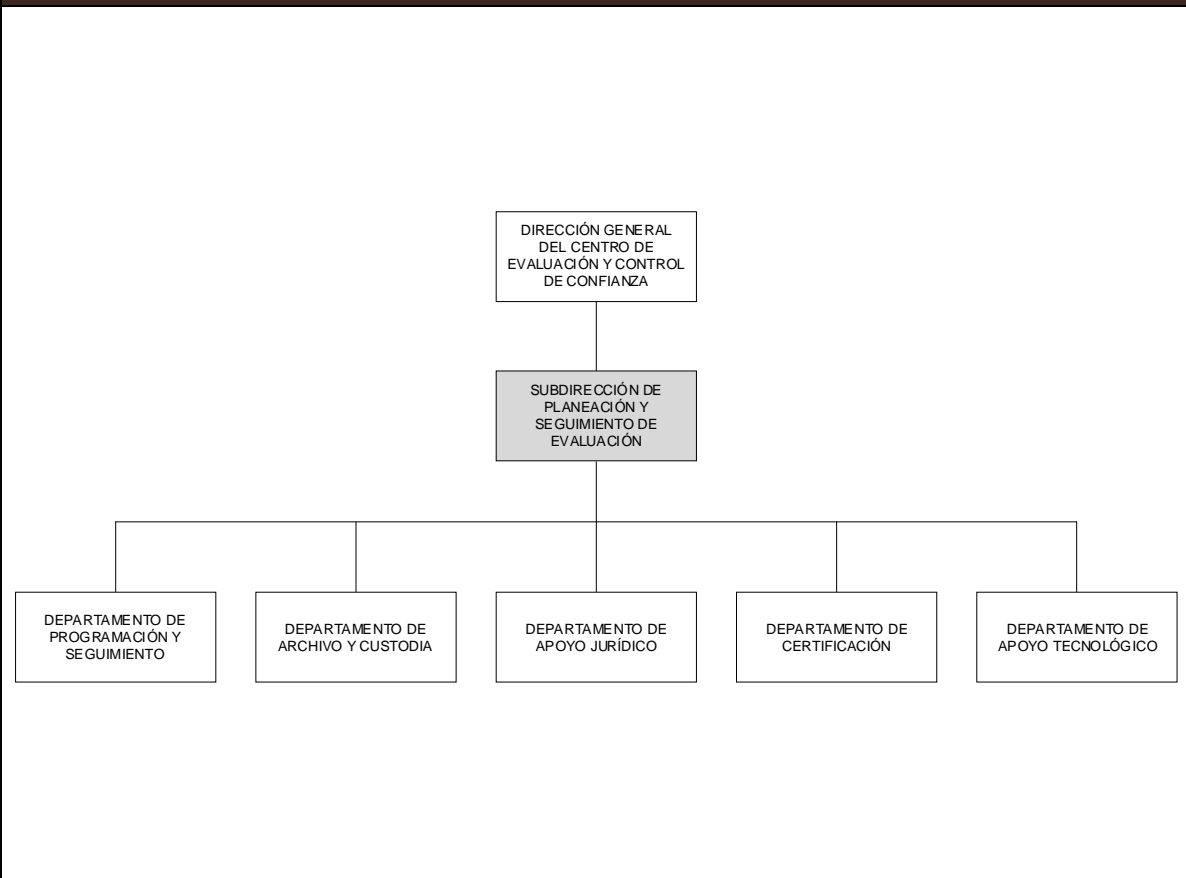 DIRECCIÓN GENERAL
DEL CENTRO DE
EVALUACIÓN Y CONTROL
DE CONFIANZA
SUBDIRECCIÓN DE
PLANEACIÓN Y
SEGUIMIENTO DE
EVALUACIÓN
DEPARTAMENTO DE
PROGRAMACIÓN Y
SEGUIMIENTO
DEPARTAMENTO DE
ARCHIVO Y CUSTODIA
DEPARTAMENTO DE
APOYO JURÍDICO
DEPARTAMENTO DE
CERTIFICACIÓN
DEPARTAMENTO DE
APOYO TECNOLÓGICO